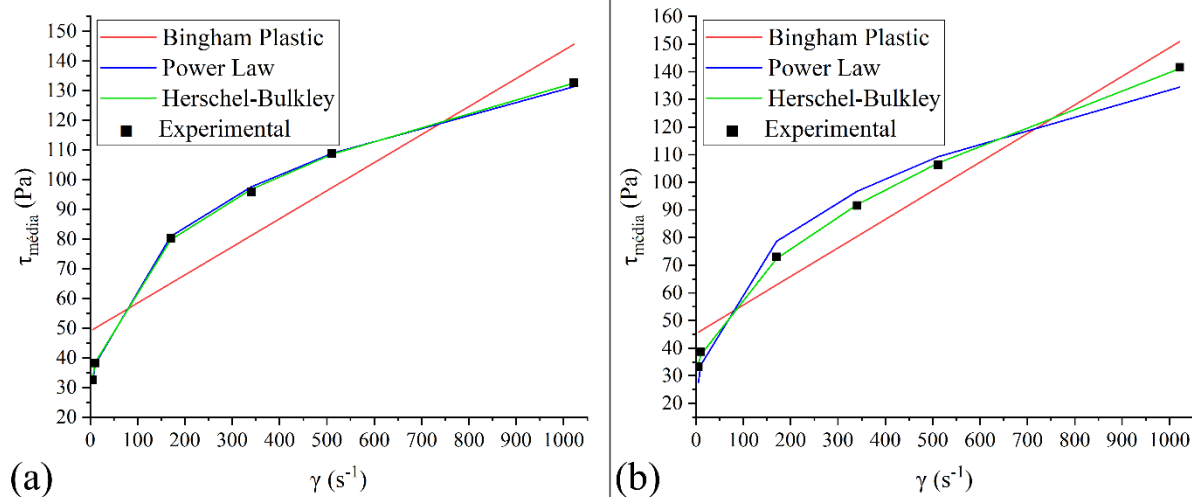 150
140
130
120
110
100
90
80
70
60
50
40
30
20
τmédia (Pa)
Bingham Plastic
Power Law
Herschel-Bulkley
Experimental
0 100 200 300 400 500 600 700 800 900 1000
(a)
γ (s⁻¹)
160
150
140
130
120
110
100
90
80
70
60
50
40
30
20
τmédia (Pa)
Bingham Plastic
Power Law
Herschel-Bulkley
Experimental
0 100 200 300 400 500 600 700 800 900 1000
(b)
γ (s⁻¹)